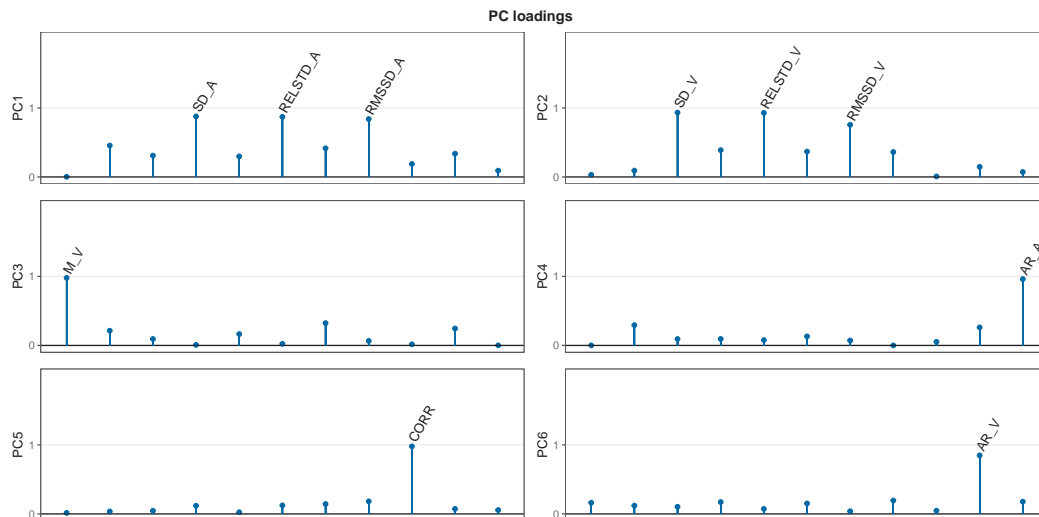 PC loadings
PC1
1
0
SD_A
RELSTD_A
RMSSD_A
PC2
1
0
SD_V
RELSTD_V
RMSSD_V
PC3
1
0
M_V
PC4
1
0
AR_A
PC5
1
0
CORR
PC6
1
0
AR_V